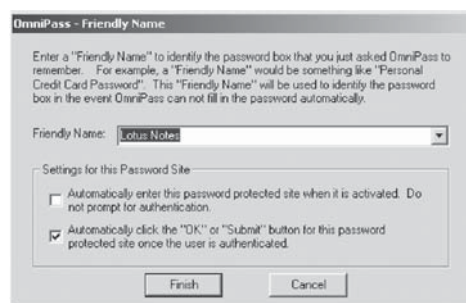 OmniPass - Friendly Name
Enter a "Friendly Name" to identify the password box that you just asked OmniPass to
remember. For example, a "Friendly Name" would be something like "Personal
Credit Card Password". This "Friendly Name" will be used to identify the password
box in the event OmniPass can not fill in the password automatically.
Friendly Name: Lotus Notes
Settings for this Password Site
Automatically enter this password protected site when it is activated. Do
not prompt for authentication.
Automatically click the "OK" or "Submit" button for this password
protected site once the user is authenticated.
Finish Cancel